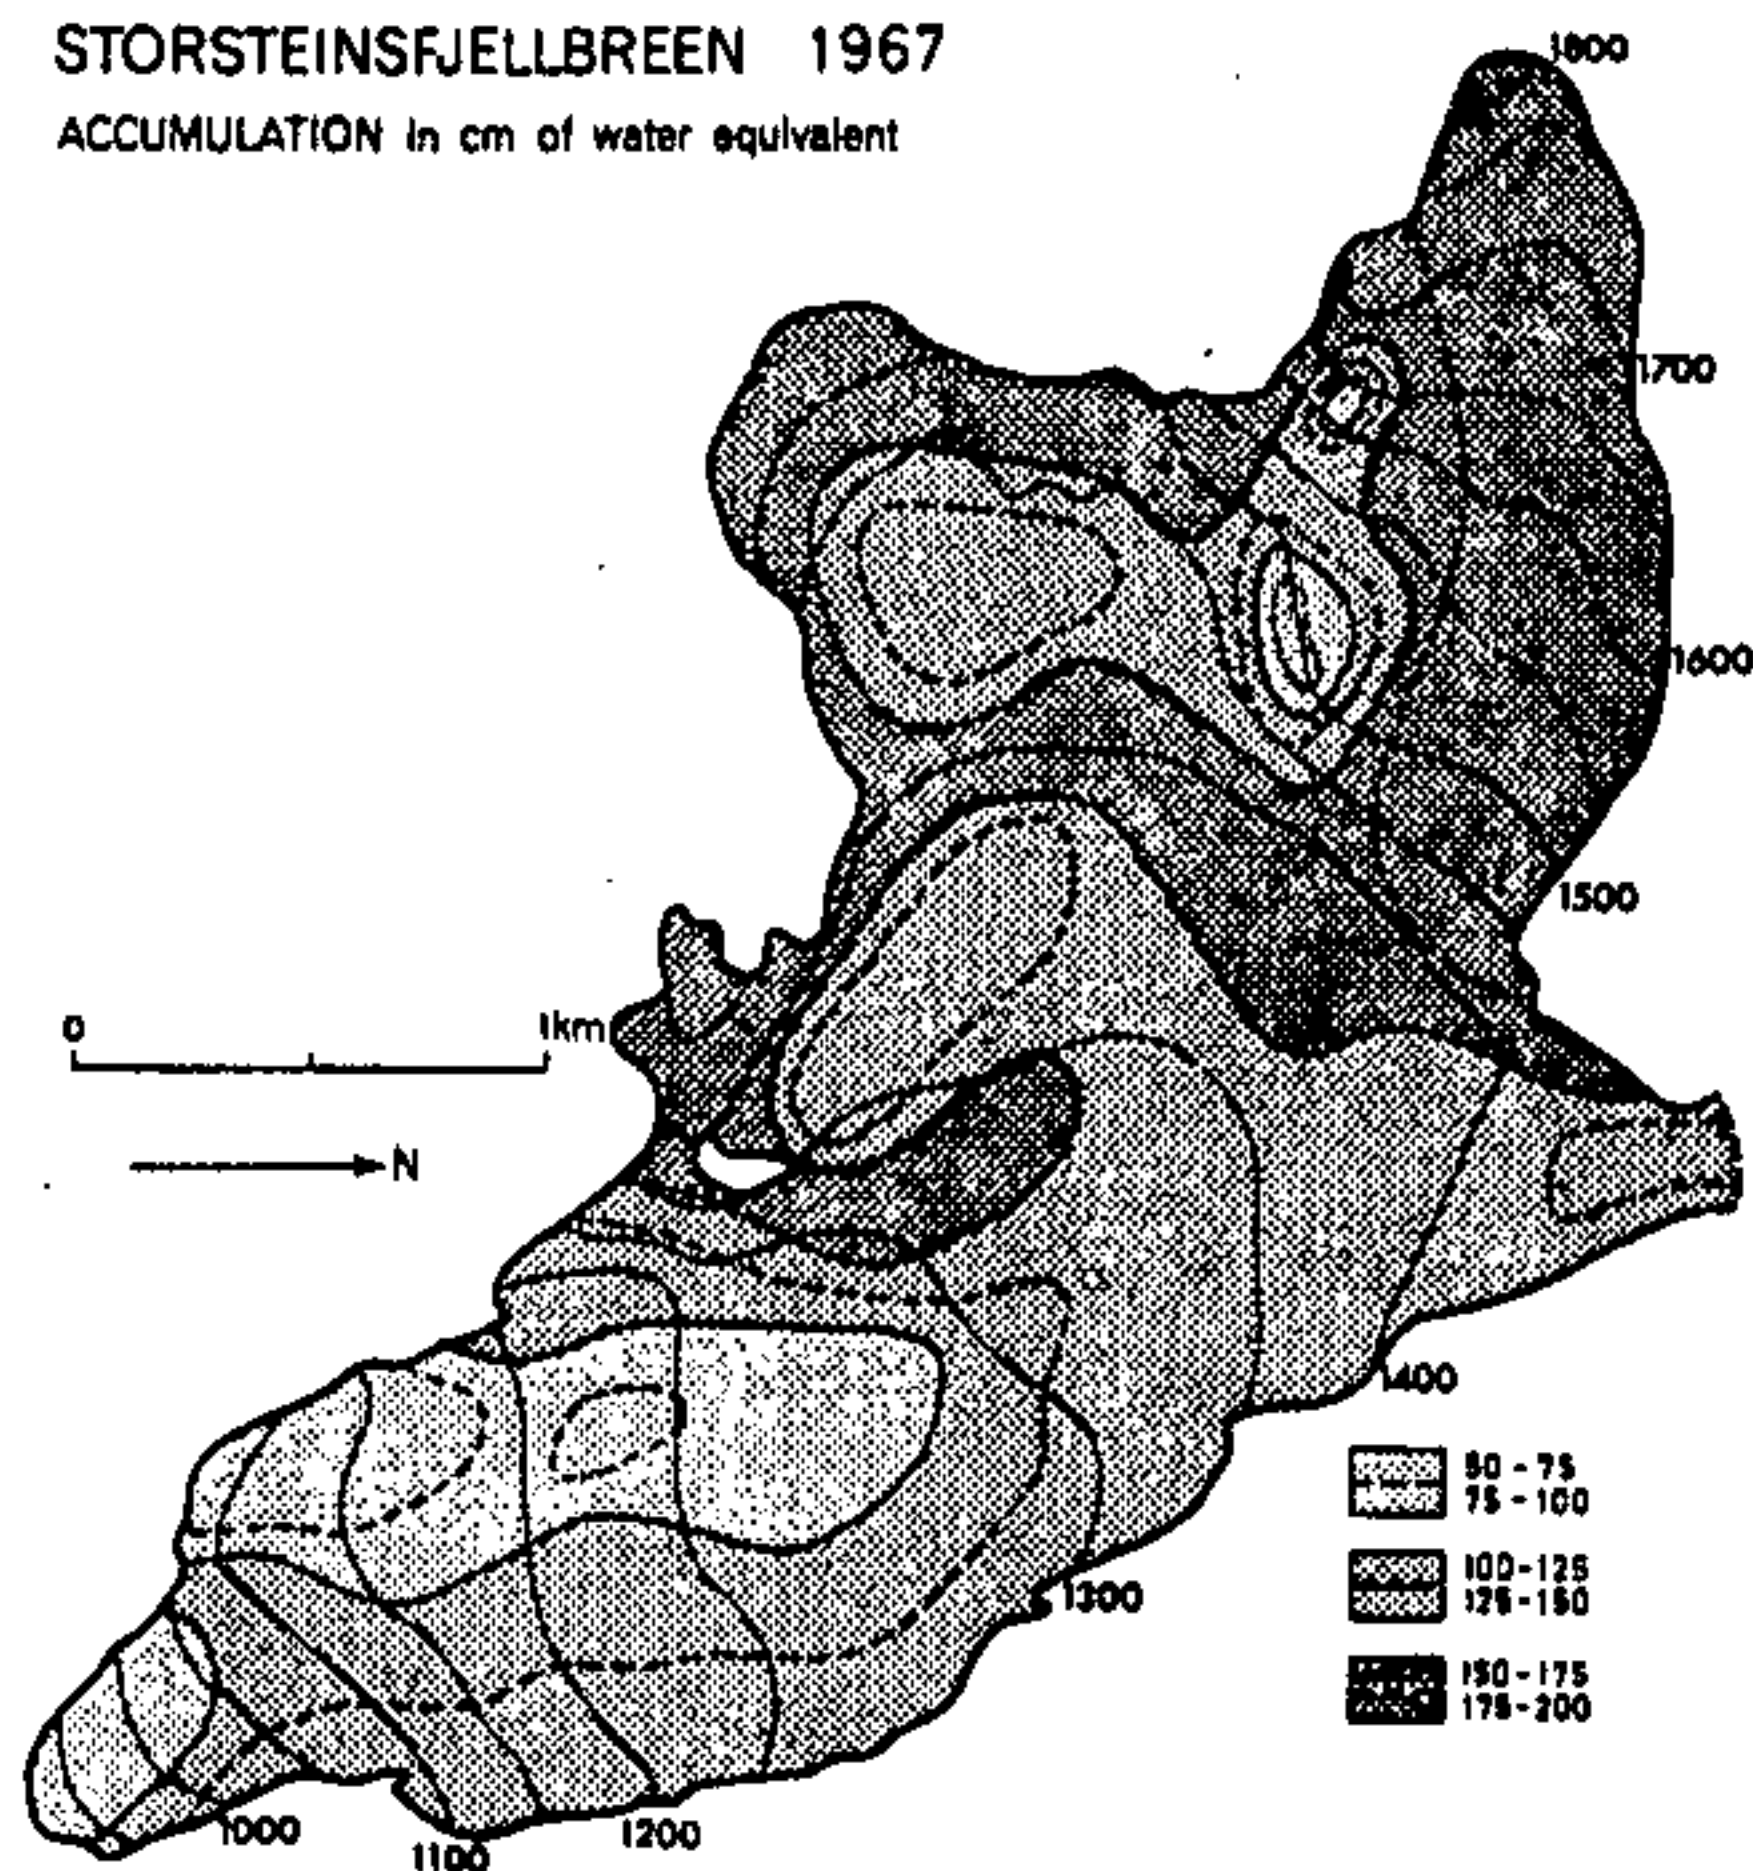 STORSTEINSFJELLBREEN 1967
ACCUMULATION in cm of water equivalent
1800
1700
1600
1500
0 1km
N
1400
50 - 75
75 - 100
100 - 125
125 - 150
150 - 175
175 - 200
1300
1000
1200
1100